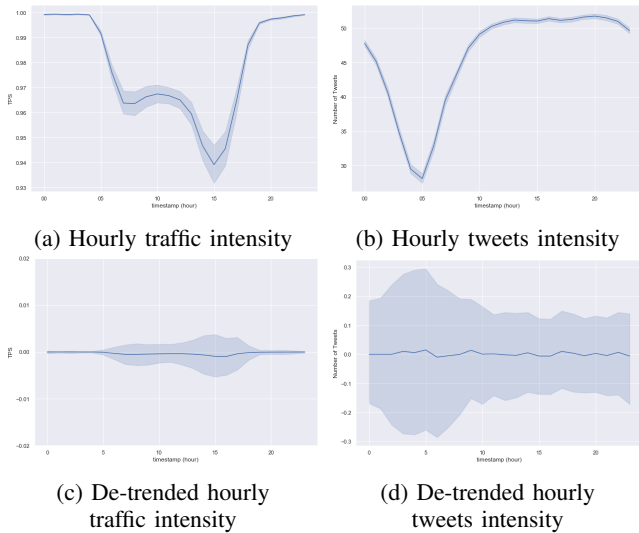 1.00
0.99
0.98
0.97
0.96
0.95
0.94
0.93
TPS
00 05 10 15 20
timestamp (hour)
50
45
40
35
30
Number of Tweets
00 05 10 15 20
timestamp (hour)
(a) Hourly traffic intensity
(b) Hourly tweets intensity
0.02
0.01
0.00
−0.01
−0.02
TPS
0 5 10 15 20
timestamp (hour)
0.3
0.2
0.1
0.0
−0.1
−0.2
−0.3
Number of Tweets
0 5 10 15 20
timestamp (hour)
(c) De-trended hourly
traffic intensity
(d) De-trended hourly
tweets intensity